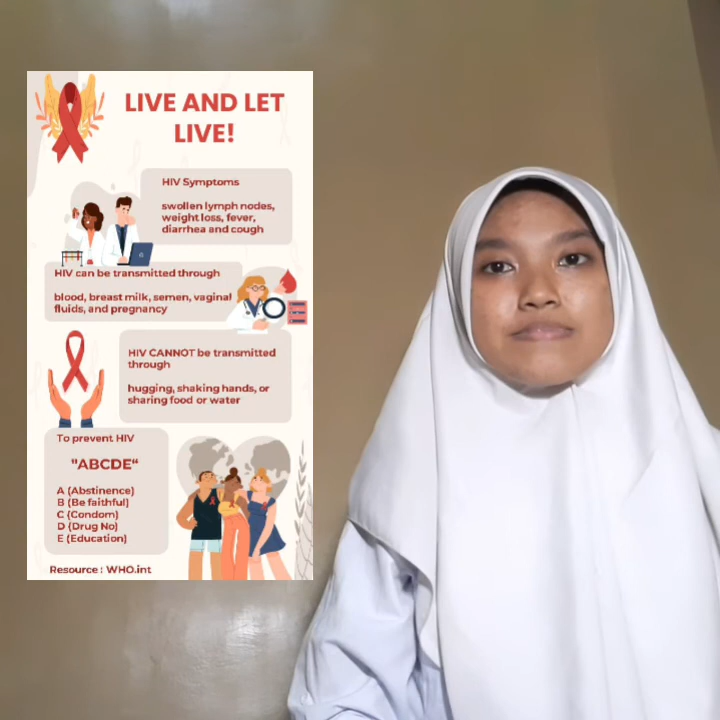 LIVE AND LET
LIVE!
HIV Symptoms
swollen lymph nodes,
weight loss, fever,
diarrhea and cough
HIV can be transmitted through
blood, breast milk, semen, vaginal
fluids, and pregnancy
HIV CANNOT be transmitted
through
hugging, shaking hands, or
sharing food or water
To prevent HIV
"ABCDE"
A (Abstinence)
B (Be faithful)
C (Condom)
D (Drug No)
E (Education)
Resource : WHO.int